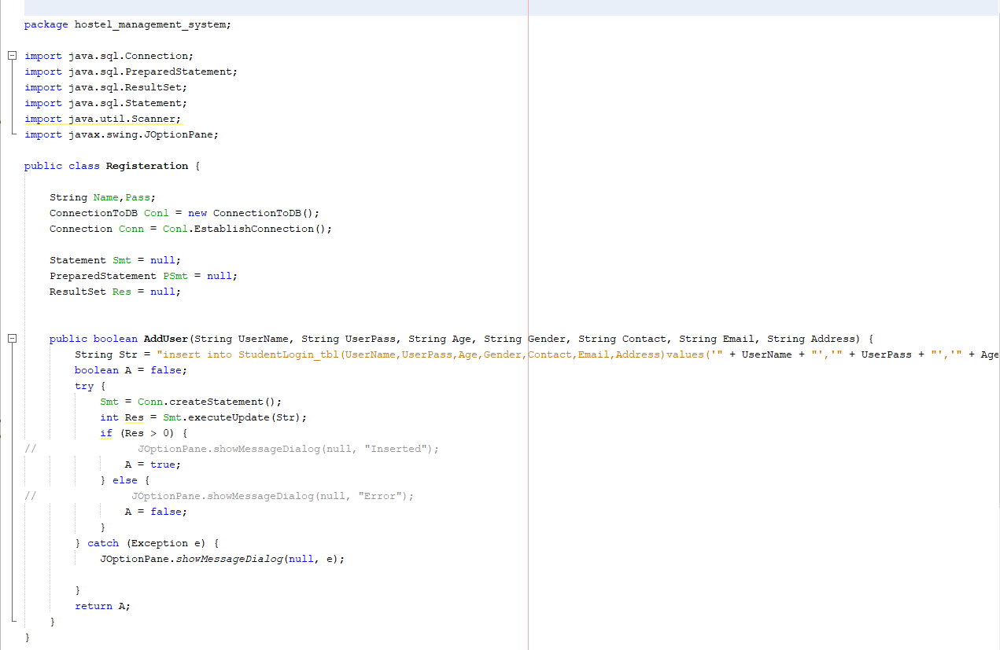 package hostel_management_system;
import java.sql.Connection;
import java.sql.PreparedStatement;
import java.sql.ResultSet;
import java.sql.Statement;
import java.util.Scanner;
import javax.swing.JOptionPane;
public class Registeration {
String Name,Pass;
ConnectionToDB Con1 = new ConnectionToDB();
Connection Conn = Con1.EstablishConnection();
Statement Smt = null;
PreparedStatement PSmt = null;
ResultSet Res = null;
public boolean AddUser(String UserName, String UserPass, String Age, String Gender, String Contact, String Email, String Address) {
String Str = "insert into StudentLogin_tbl(UserName,UserPass,Age,Gender,Contact,Email,Address)values('" + UserName + "','" + UserPass + "','" + Age
boolean A = false;
try {
Smt = Conn.createStatement();
int Res = Smt.executeUpdate(Str);
if (Res > 0) {
// JOptionPane.showMessageDialog(null, "Inserted");
A = true;
} else {
// JOptionPane.showMessageDialog(null, "Error");
A = false;
}
} catch (Exception e) {
JOptionPane.showMessageDialog(null, e);
}
return A;
}
}